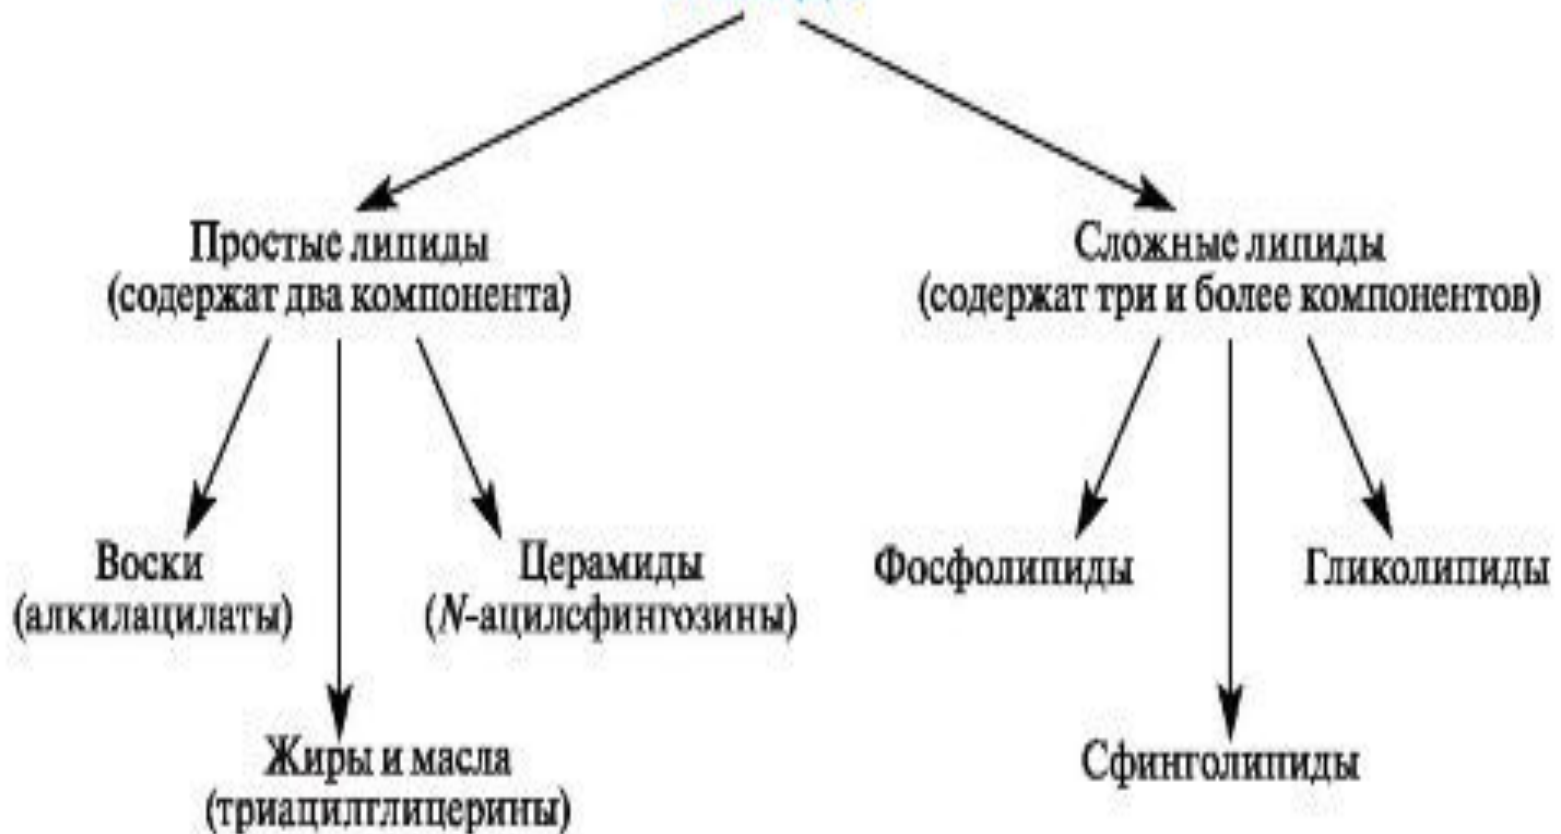 Простые липиды
(содержат два компонента)
Сложные липиды
(содержат три и более компонентов)
Воски
(алкилацилаты)
Церамиды
(N-ацилсфингозины)
Жиры и масла
(триацилглицерины)
Фосфолипиды
Гликолипиды
Сфинголипиды